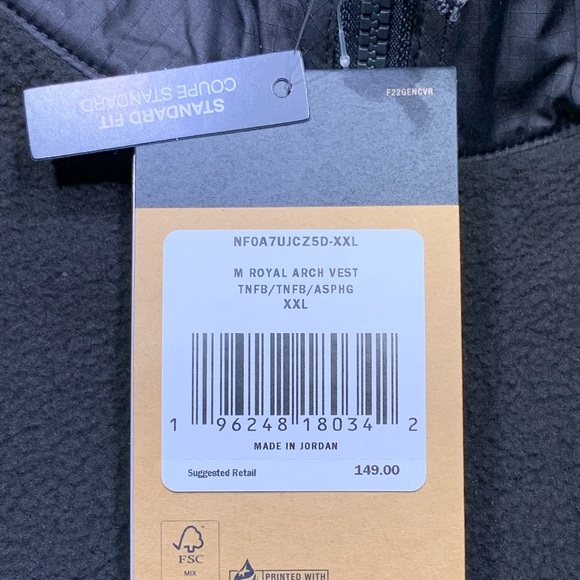 STANDARD FIT
COUPE STANDARD
F22GENCVR
NF0A7UJCZ5D-XXL
M ROYAL ARCH VEST
TNFB/TNFB/ASPHG
XXL
1 96248 18034 2
MADE IN JORDAN
Suggested Retail 149.00
FSC
MIX
PRINTED WITH